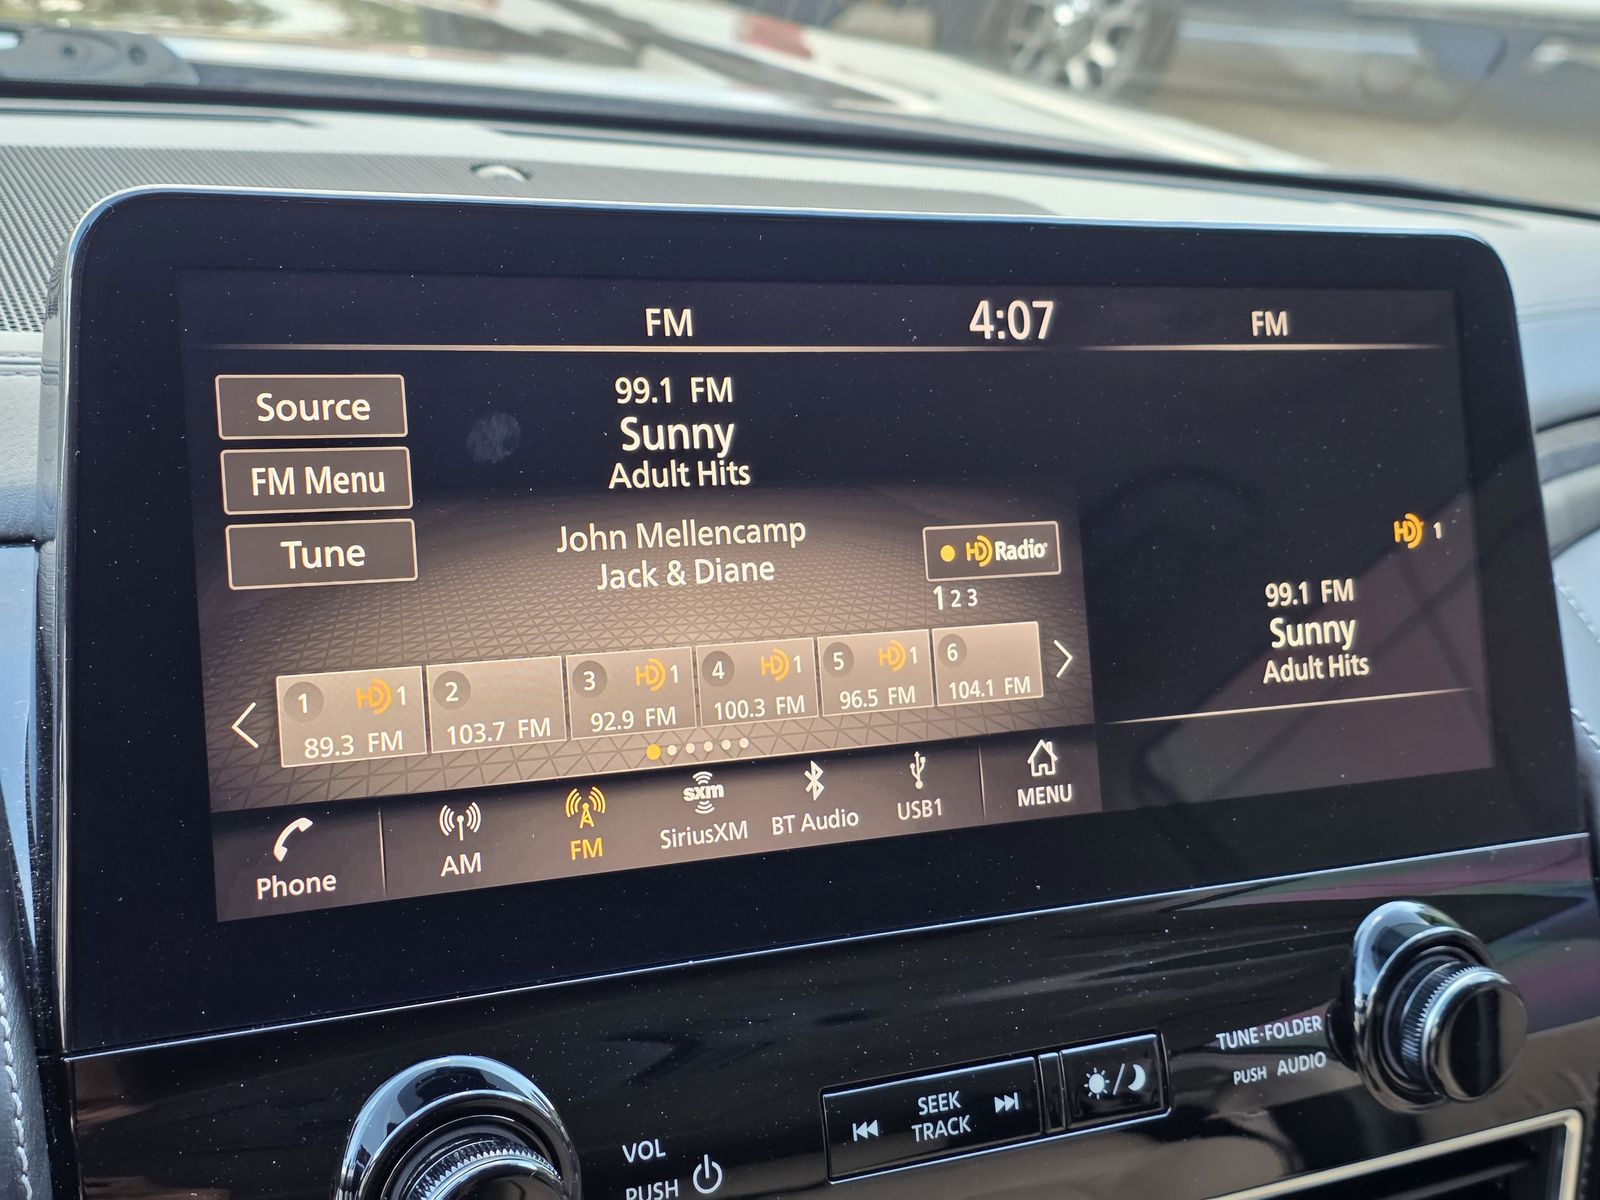 FM 4:07 FM
Source
FM Menu
Tune
99.1 FM
Sunny
Adult Hits
John Mellencamp
Jack & Diane
HD Radio
1 2 3
HD 1
99.1 FM
Sunny
Adult Hits
1 HD 1
89.3 FM
2
103.7 FM
3 HD 1
92.9 FM
4 HD 1
100.3 FM
5 HD 1
96.5 FM
6
104.1 FM
Phone
AM
FM
sxm
SiriusXM
BT Audio
USB1
MENU
VOL
PUSH
SEEK
TRACK
TUNE·FOLDER
PUSH AUDIO